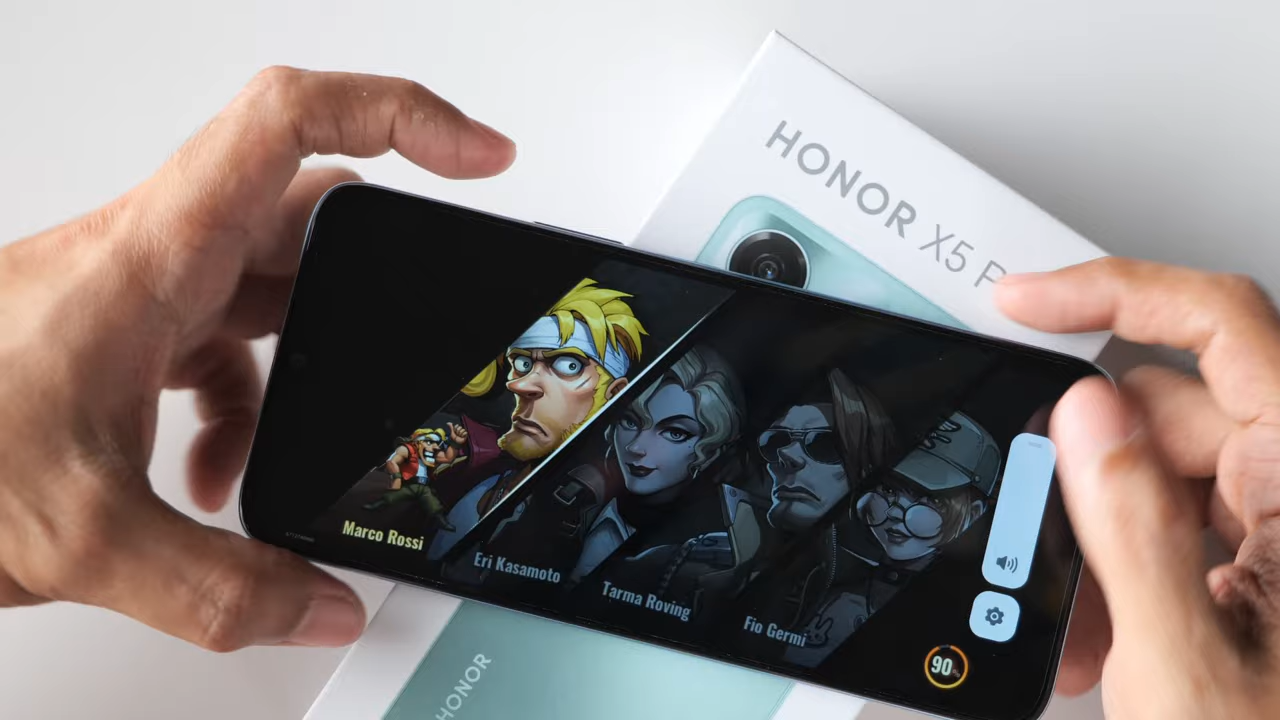 HONOR X5 P
Marco Rossi
Eri Kasamoto
Tarma Roving
Fio Germi
90%
HONOR